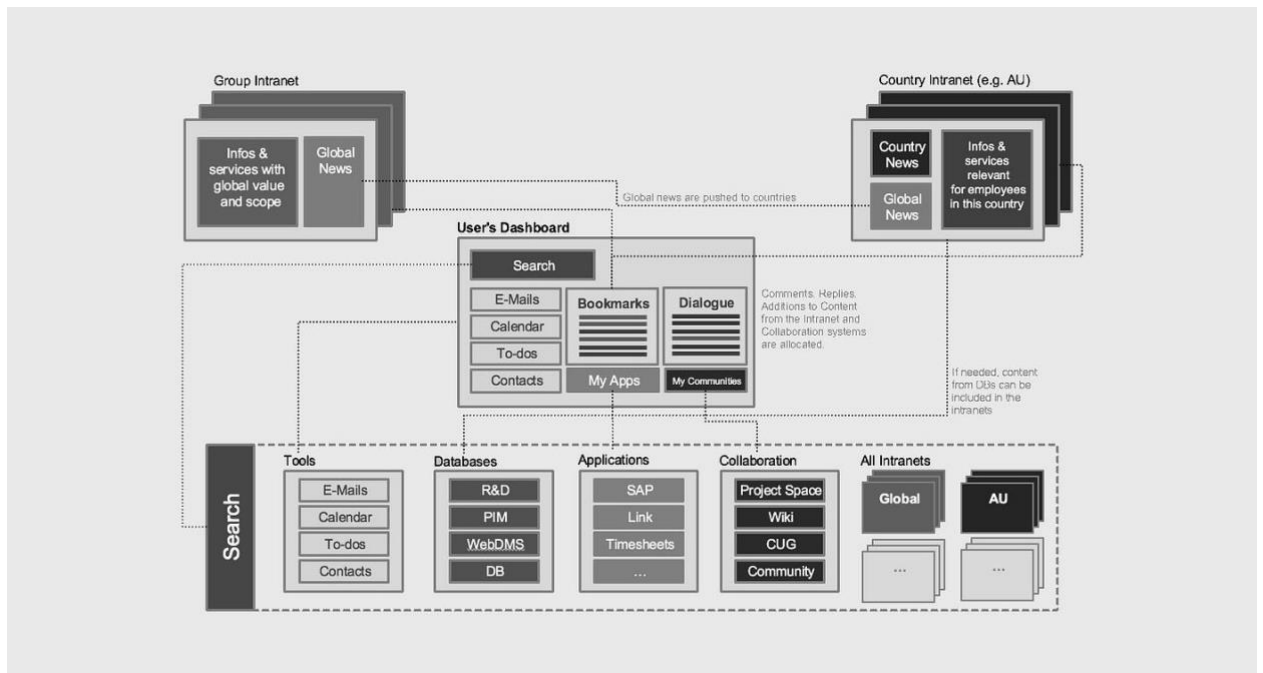 Group Intranet
Infos &
services with
global value
and scope
Global
News
Country Intranet (e.g. AU)
Country
News
Global
News
Infos &
services
relevant
for employees
in this country
Global news are pushed to countries
User's Dashboard
Search
E-Mails
Calendar
To-dos
Contacts
Bookmarks
Dialogue
My Apps
My Communities
Comments, Replies,
Additions to Content
from the Intranet and
Collaboration systems
are allocated.
If needed, content
from DBs can be
included in the
intranets
Search
Tools
E-Mails
Calendar
To-dos
Contacts
Databases
R&D
PIM
WebDMS
DB
Applications
SAP
Link
Timesheets
...
Collaboration
Project Space
Wiki
CUG
Community
All Intranets
Global
AU
...
...